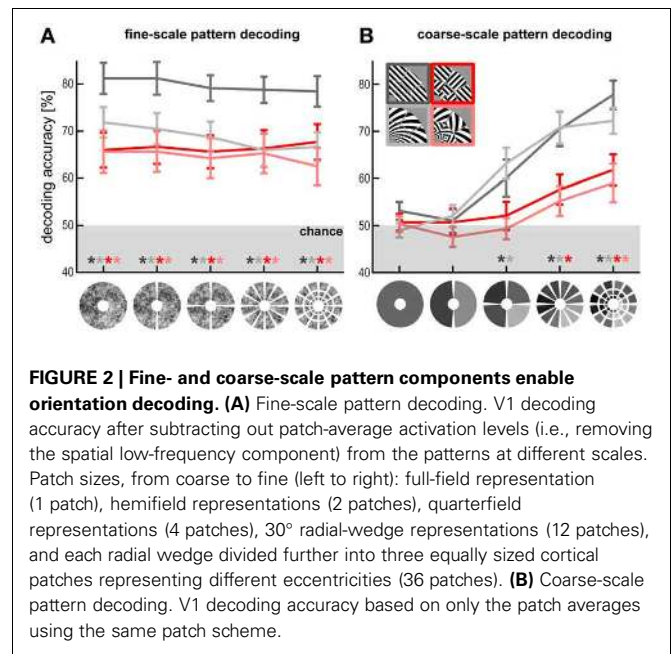 A fine-scale pattern decoding
B coarse-scale pattern decoding
decoding accuracy [%]
80
70
60
50
40
chance
**** **** **** **** ****
80
70
60
50
40
** *** ****
FIGURE 2 | Fine- and coarse-scale pattern components enable
orientation decoding. (A) Fine-scale pattern decoding. V1 decoding
accuracy after subtracting out patch-average activation levels (i.e., removing
the spatial low-frequency component) from the patterns at different scales.
Patch sizes, from coarse to fine (left to right): full-field representation
(1 patch), hemifield representations (2 patches), quarterfield
representations (4 patches), 30° radial-wedge representations (12 patches),
and each radial wedge divided further into three equally sized cortical
patches representing different eccentricities (36 patches). (B) Coarse-scale
pattern decoding. V1 decoding accuracy based on only the patch averages
using the same patch scheme.